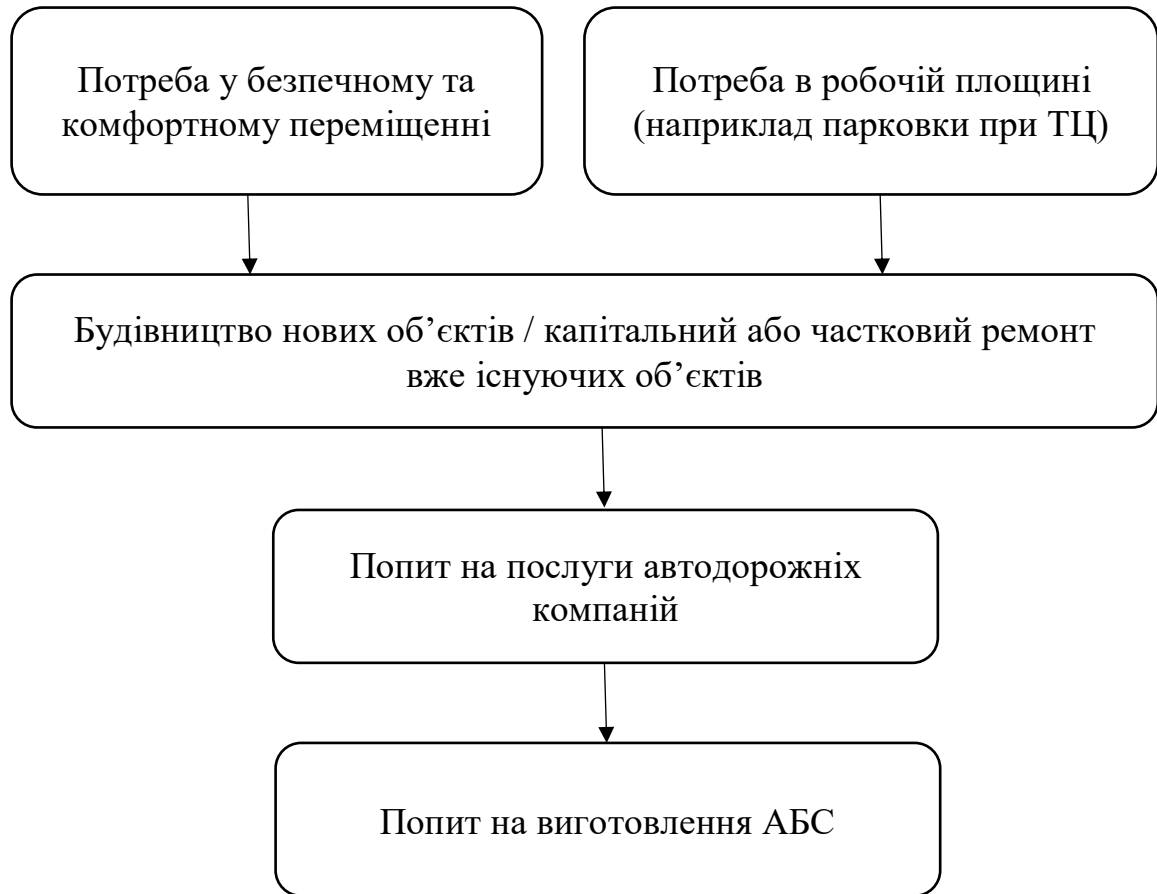 Потреба у безпечному та
комфортному переміщенні
Потреба в робочій площині
(наприклад парковки при ТЦ)
Будівництво нових об’єктів / капітальний або частковий ремонт
вже існуючих об’єктів
Попит на послуги автодорожніх
компаній
Попит на виготовлення АБС